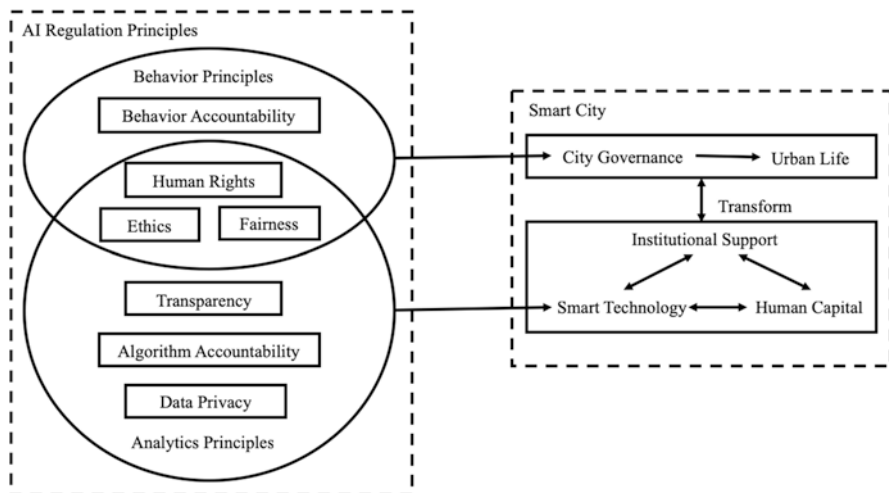 AI Regulation Principles
Behavior Principles
Behavior Accountability
Human Rights
Ethics
Fairness
Transparency
Algorithm Accountability
Data Privacy
Analytics Principles
Smart City
City Governance
Urban Life
Transform
Institutional Support
Smart Technology
Human Capital